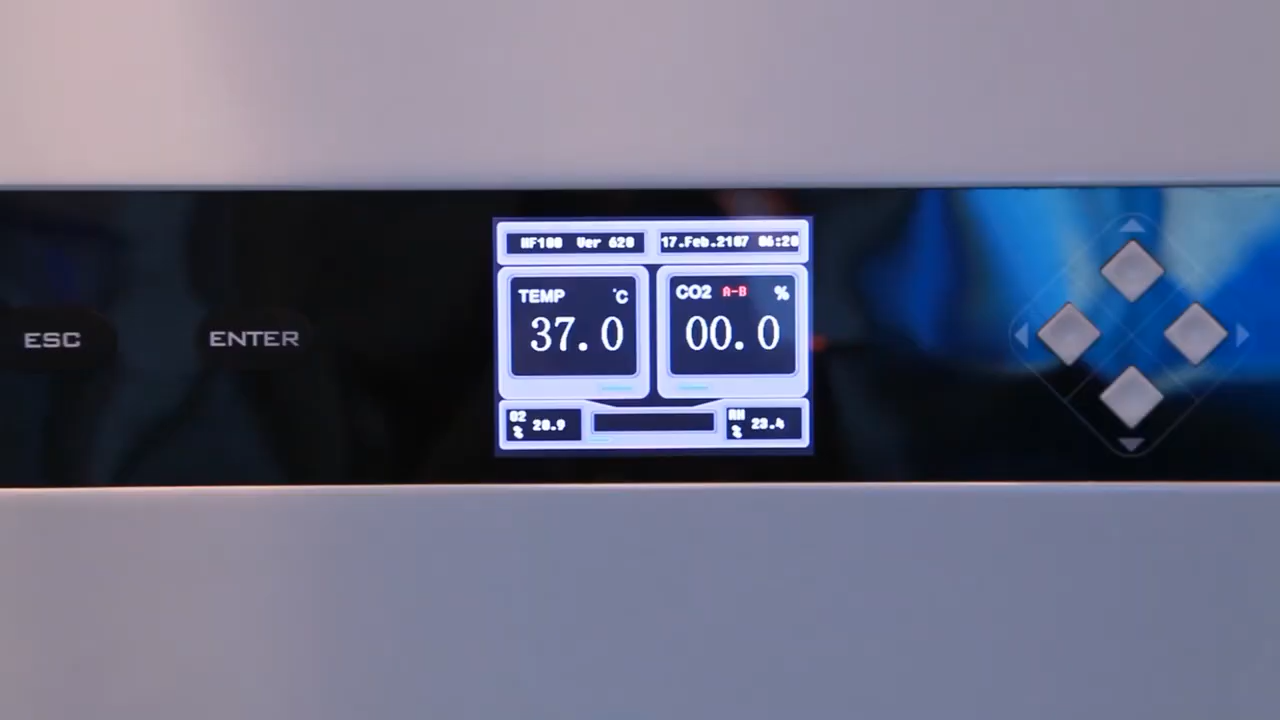 HF100 Ver 620
17.Feb.2107 06:20
TEMP °C
37.0
CO2 A-B %
00.0
ESC
ENTER
O2 % 20.9
RH % 23.4